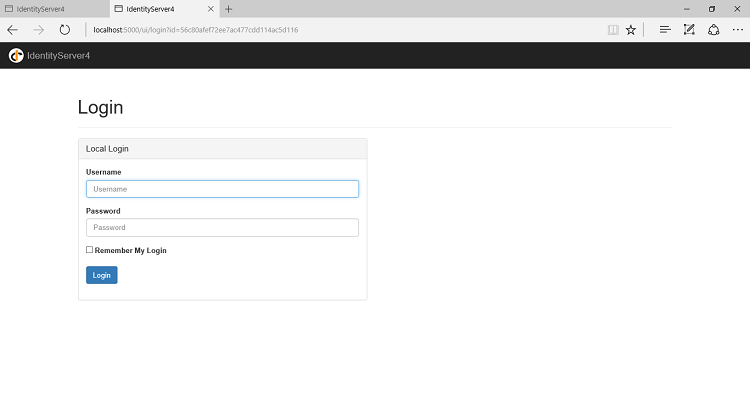 IdentityServer4
IdentityServer4
localhost:5000/ui/login?id=56c80afef72ee7ac477cdd114ac5d116
IdentityServer4
Login
Local Login
Username
Username
Password
Password
Remember My Login
Login